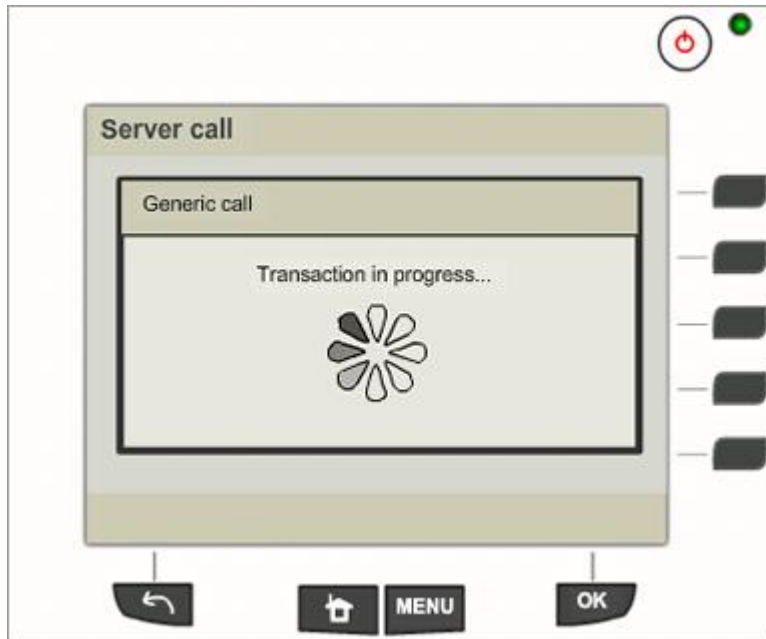 Server call
Generic call
Transaction in progress...
MENU
OK